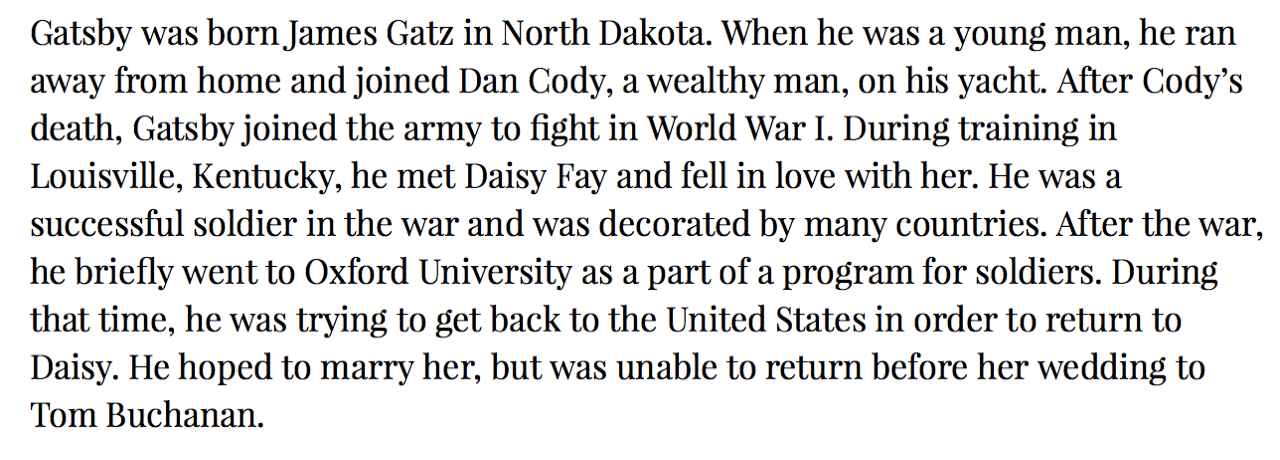 Gatsby was born James Gatz in North Dakota. When he was a young man, he ran
away from home and joined Dan Cody, a wealthy man, on his yacht. After Cody’s
death, Gatsby joined the army to fight in World War I. During training in
Louisville, Kentucky, he met Daisy Fay and fell in love with her. He was a
successful soldier in the war and was decorated by many countries. After the war,
he briefly went to Oxford University as a part of a program for soldiers. During
that time, he was trying to get back to the United States in order to return to
Daisy. He hoped to marry her, but was unable to return before her wedding to
Tom Buchanan.